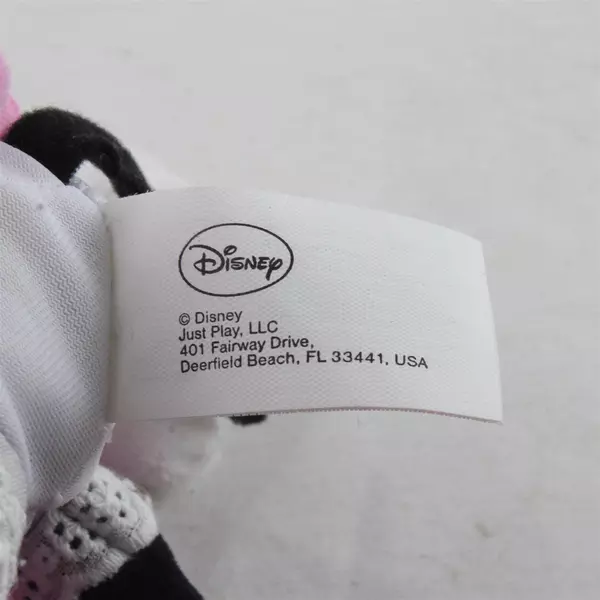 Disney
© Disney
Just Play, LLC
401 Fairway Drive,
Deerfield Beach, FL 33441, USA